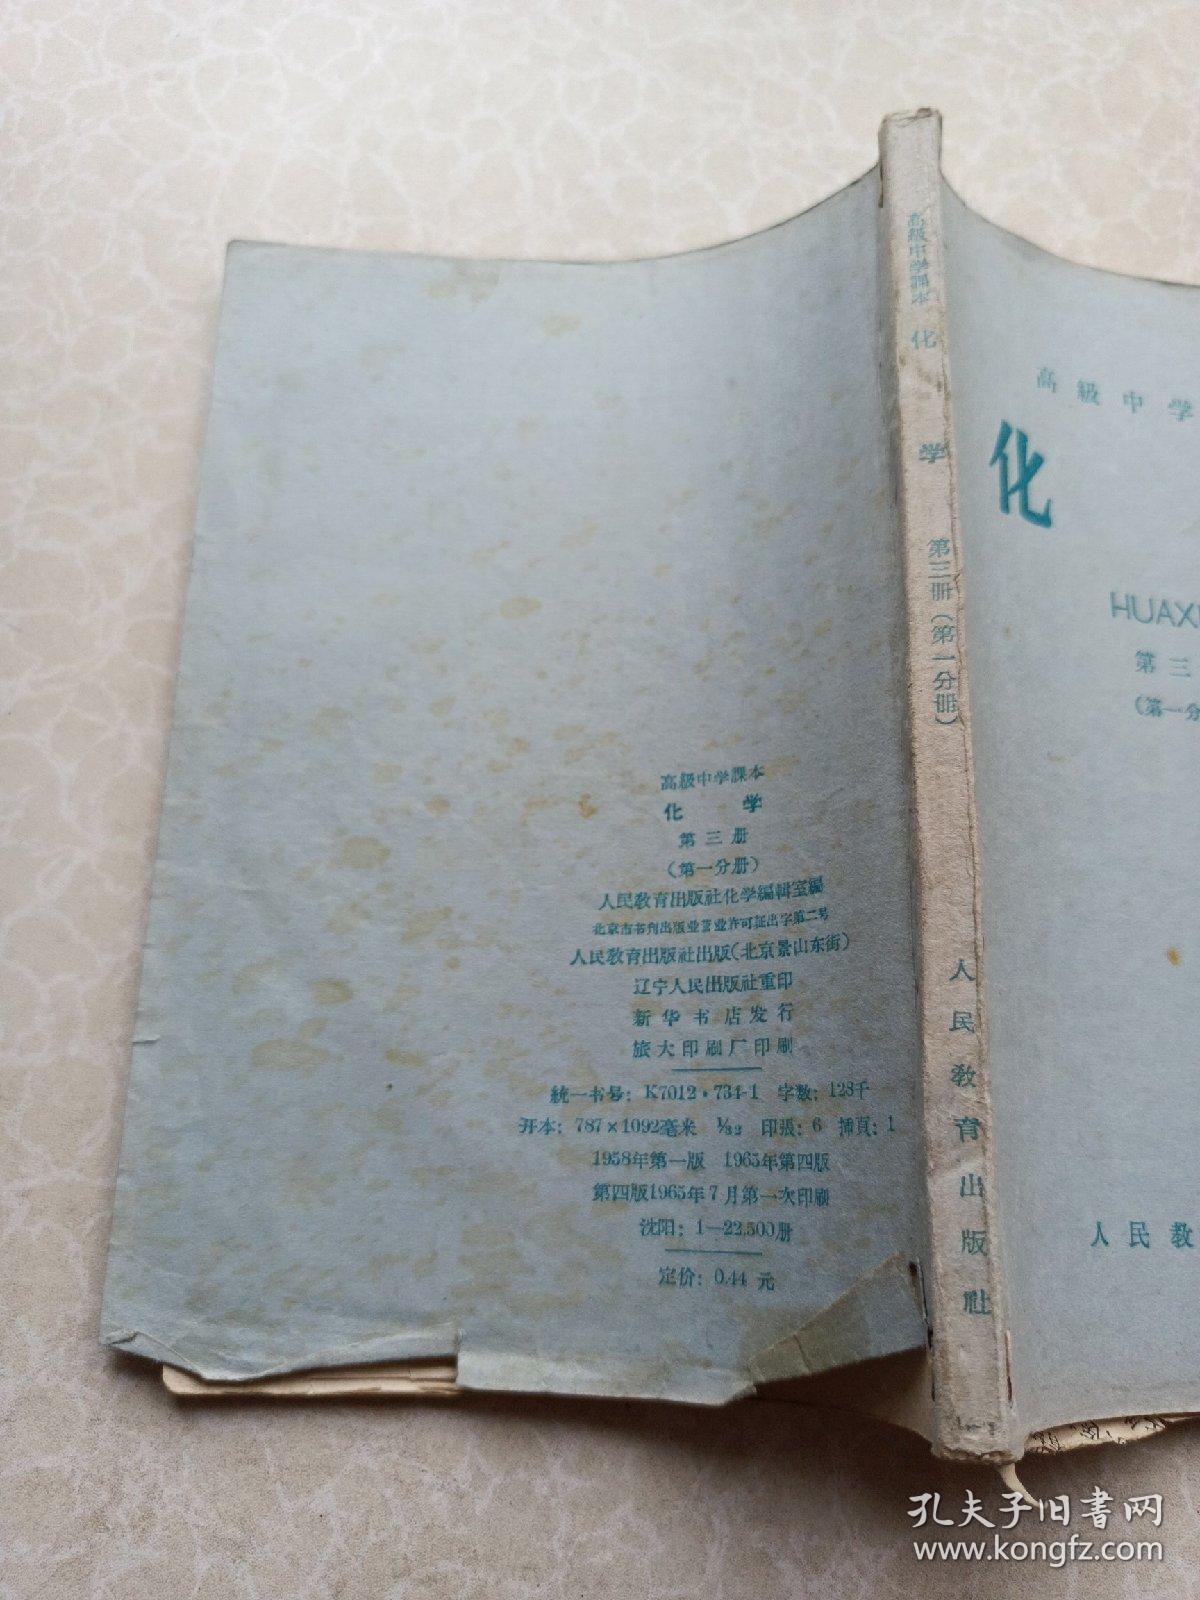 高級中学課本
化
学
第三册(第一分册)
人民教育出版社
高級中学
化
HUAX
第三
(第一分
人民教
高級中学課本
化 学
第三册
(第一分册)
人民教育出版社化学編輯室編
北京市书刊出版业营业許可証出字第二号
人民教育出版社出版(北京景山东街)
辽宁人民出版社重印
新华书店发行
旅大印刷厂印刷
統一书号:K7012·734-1 字数:128千
开本:787×1092毫米 1/32 印張:6 插頁:1
1958年第一版 1965年第四版
第四版1965年7月第一次印刷
沈阳:1—22,500册
定价:0.44元
孔夫子旧书网
www.kongfz.com